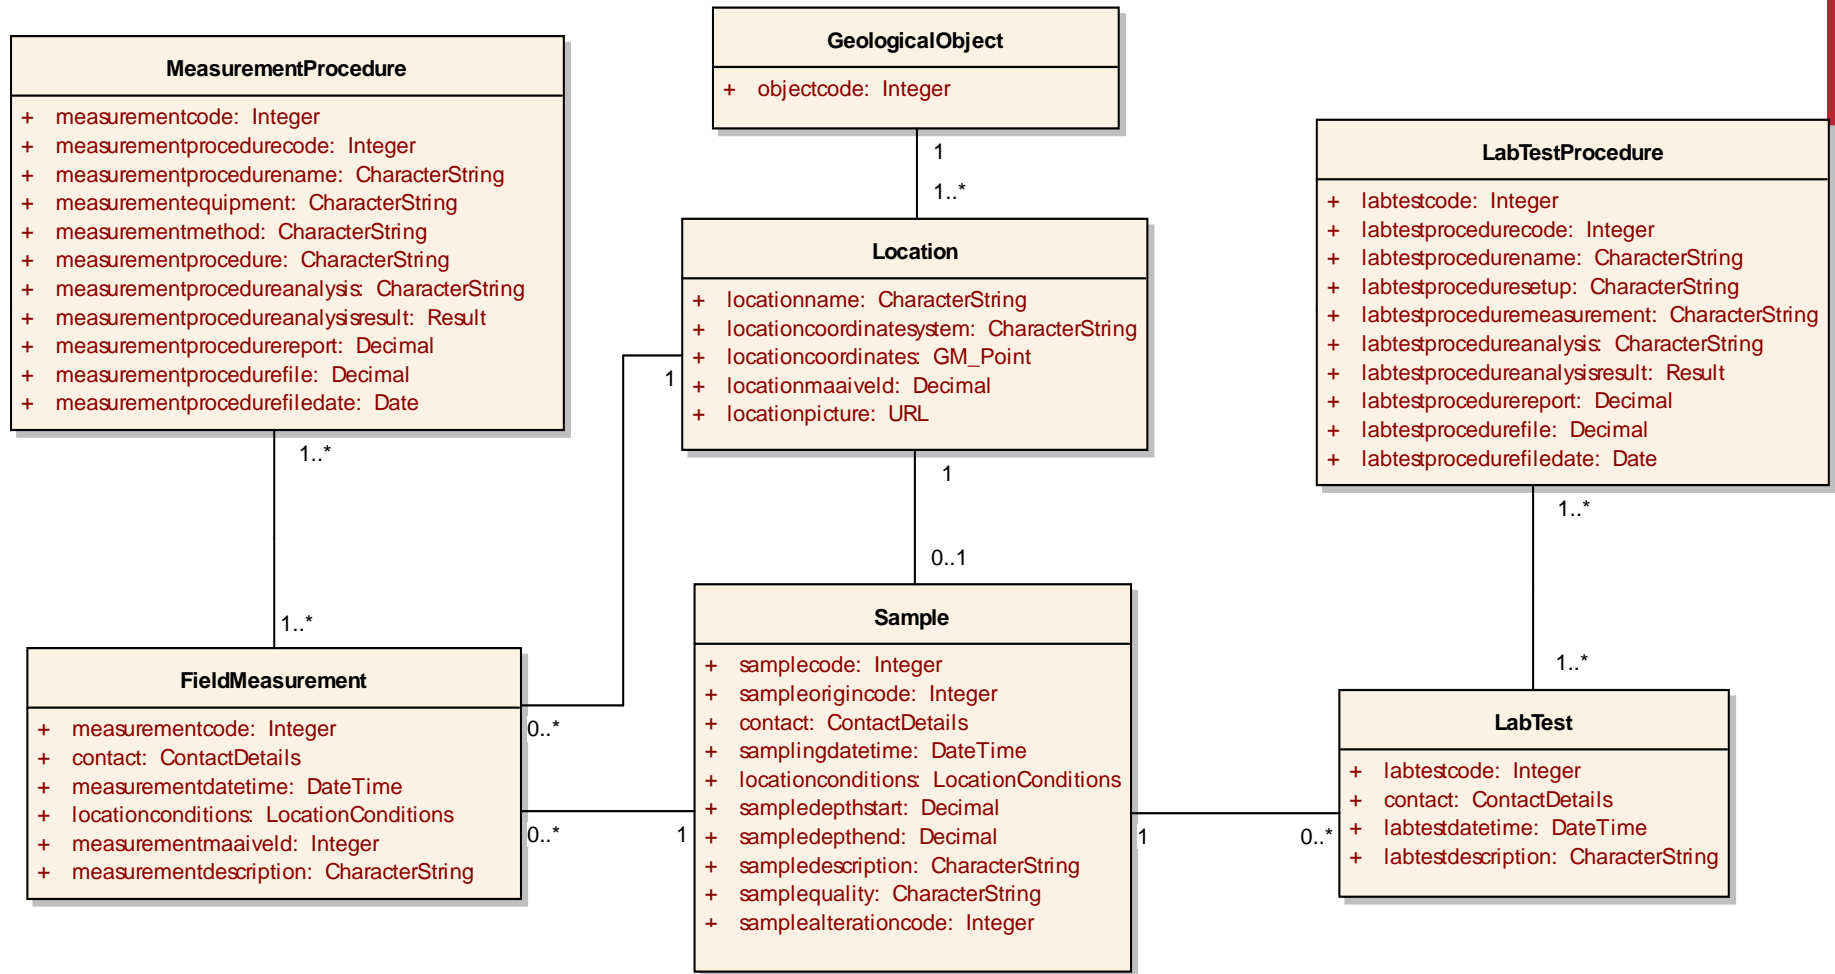 GeologicalObject
+ objectcode: Integer
MeasurementProcedure
+ measurementcode: Integer
+ measurementprocedurecode: Integer
+ measurementprocedurename: CharacterString
+ measurementequipment: CharacterString
+ measurementmethod: CharacterString
+ measurementprocedure: CharacterString
+ measurementprocedureanalysis: CharacterString
+ measurementprocedureanalysisresult: Result
+ measurementprocedurereport: Decimal
+ measurementprocedurefile: Decimal
+ measurementprocedurefiledate: Date
1
1..*
LabTestProcedure
+ labtestcode: Integer
+ labtestprocedurecode: Integer
+ labtestprocedurename: CharacterString
+ labtestproceduresetup: CharacterString
+ labtestproceduremeasurement: CharacterString
+ labtestprocedureanalysis: CharacterString
+ labtestprocedureanalysisresult: Result
+ labtestprocedurereport: Decimal
+ labtestprocedurefile: Decimal
+ labtestprocedurefiledate: Date
Location
+ locationname: CharacterString
+ locationcoordinatesystem: CharacterString
+ locationcoordinates: GM_Point
+ locationmaaiveld: Decimal
+ locationpicture: URL
1
1..*
1
1..*
0..1
1..*
1..*
Sample
+ samplecode: Integer
+ sampleorigincode: Integer
+ contact: ContactDetails
+ samplingdatetime: DateTime
+ locationconditions: LocationConditions
+ sampledepthstart: Decimal
+ sampledepthend: Decimal
+ sampledescription: CharacterString
+ samplequality: CharacterString
+ samplealterationcode: Integer
FieldMeasurement
+ measurementcode: Integer
+ contact: ContactDetails
+ measurementdatetime: DateTime
+ locationconditions: LocationConditions
+ measurementmaaiveld: Integer
+ measurementdescription: CharacterString
0..*
0..*
1
1
0..*
LabTest
+ labtestcode: Integer
+ contact: ContactDetails
+ labtestdatetime: DateTime
+ labtestdescription: CharacterString